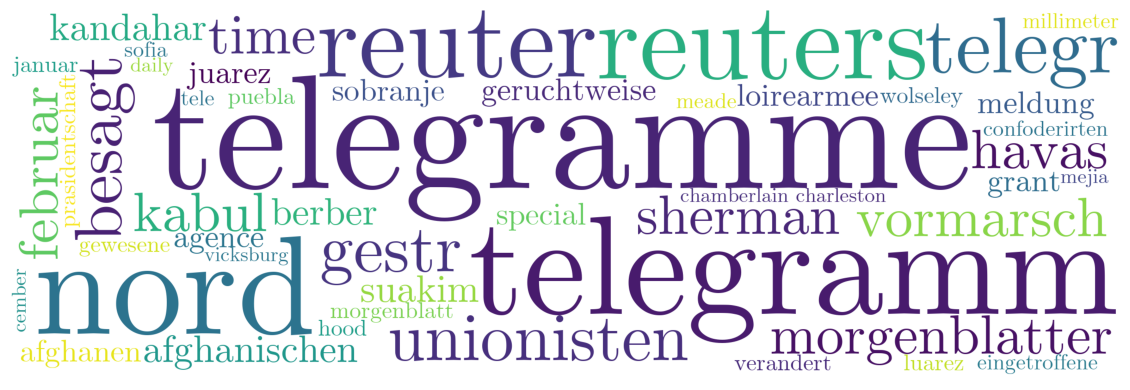 kandahar
time
reuter
reuters
telegr
millimeter
sofia
januar
daily
juarez
tele
puebla
sobranje
geruchtweise
meade
loirearmee
wolseley
meldung
confoderirten
februar
prasidentschaft
besagt
telegramme
havas
grant
mejia
chamberlain
charleston
kabul
berber
special
sherman
vormarsch
gewesene
agence
vicksburg
gestr
nord
suakim
telegramm
cember
morgenblatt
hood
unionisten
morgenblatter
afghanen
afghanischen
verandert
luarez
eingetroffene